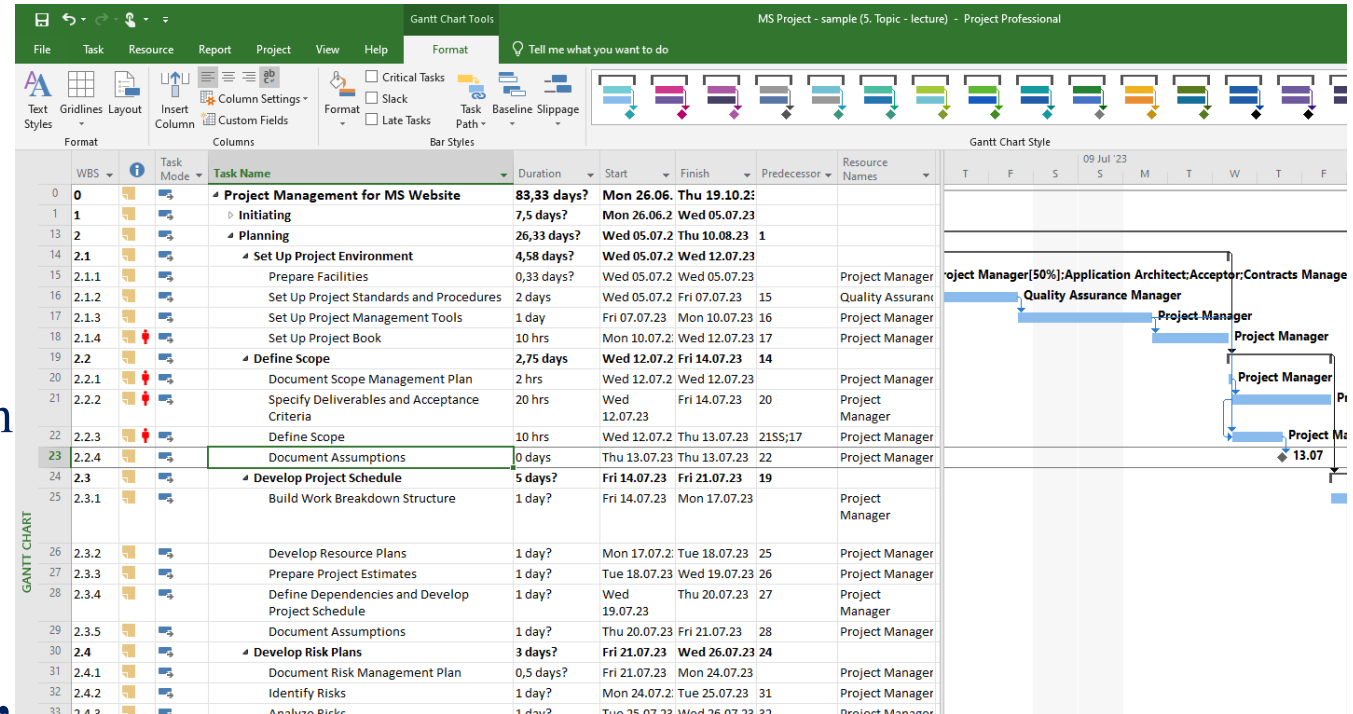 Gantt Chart Tools
MS Project - sample (5. Topic - lecture) - Project Professional
File Task Resource Report Project View Help Format Tell me what you want to do
Text Styles
Gridlines
Layout
Format
Insert Column
Column Settings
Custom Fields
Columns
Format
Critical Tasks
Slack
Late Tasks
Task Path
Baseline
Slippage
Bar Styles
Gantt Chart Style
WBS Task Mode Task Name Duration Start Finish Predecessor Resource Names
09 Jul '23
T F S S M T W T F
0 0 Project Management for MS Website 83,33 days? Mon 26.06. Thu 19.10.23
1 1 Initiating 7,5 days? Mon 26.06.2 Wed 05.07.23
13 2 Planning 26,33 days? Wed 05.07.2 Thu 10.08.23 1
14 2.1 Set Up Project Environment 4,58 days? Wed 05.07.2 Wed 12.07.23
15 2.1.1 Prepare Facilities 0,33 days? Wed 05.07.2 Wed 05.07.23 Project Manager
oject Manager[50%];Application Architect;Acceptor;Contracts Manage
16 2.1.2 Set Up Project Standards and Procedures 2 days Wed 05.07.2 Fri 07.07.23 15 Quality Assuranc
Quality Assurance Manager
17 2.1.3 Set Up Project Management Tools 1 day Fri 07.07.23 Mon 10.07.23 16 Project Manager
Project Manager
18 2.1.4 Set Up Project Book 10 hrs Mon 10.07.2 Wed 12.07.23 17 Project Manager
Project Manager
19 2.2 Define Scope 2,75 days Wed 12.07.2 Fri 14.07.23 14
20 2.2.1 Document Scope Management Plan 2 hrs Wed 12.07.2 Wed 12.07.23 Project Manager
Project Manager
21 2.2.2 Specify Deliverables and Acceptance Criteria 20 hrs Wed 12.07.23 Fri 14.07.23 20 Project Manager
22 2.2.3 Define Scope 10 hrs Wed 12.07.2 Thu 13.07.23 21SS;17 Project Manager
Project Ma
23 2.2.4 Document Assumptions 0 days Thu 13.07.23 Thu 13.07.23 22 Project Manager
13.07
24 2.3 Develop Project Schedule 5 days? Fri 14.07.23 Fri 21.07.23 19
25 2.3.1 Build Work Breakdown Structure 1 day? Fri 14.07.23 Mon 17.07.23 Project Manager
26 2.3.2 Develop Resource Plans 1 day? Mon 17.07.2 Tue 18.07.23 25 Project Manager
27 2.3.3 Prepare Project Estimates 1 day? Tue 18.07.23 Wed 19.07.23 26 Project Manager
28 2.3.4 Define Dependencies and Develop Project Schedule 1 day? Wed 19.07.23 Thu 20.07.23 27 Project Manager
29 2.3.5 Document Assumptions 1 day? Thu 20.07.23 Fri 21.07.23 28 Project Manager
30 2.4 Develop Risk Plans 3 days? Fri 21.07.23 Wed 26.07.23 24
31 2.4.1 Document Risk Management Plan 0,5 days? Fri 21.07.23 Mon 24.07.23 Project Manager
32 2.4.2 Identify Risks 1 day? Mon 24.07.2 Tue 25.07.23 31 Project Manager
GANTT CHART